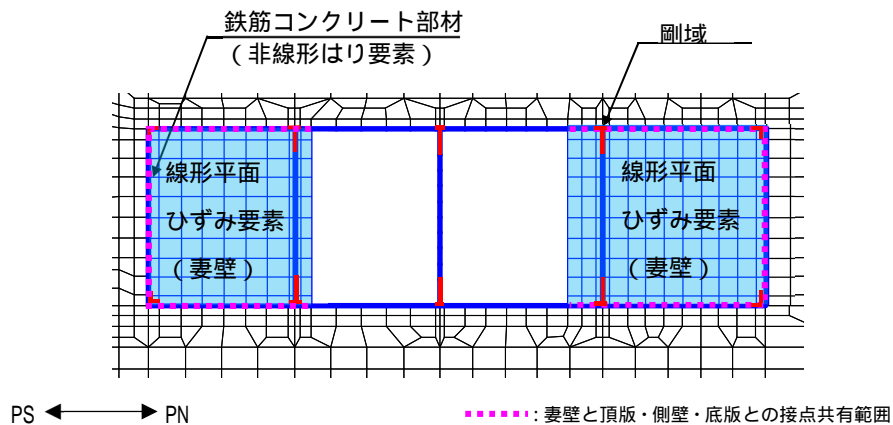 鉄筋コンクリート部材
（非線形はり要素）
剛域
線形平面
ひずみ要素
（妻壁）
線形平面
ひずみ要素
（妻壁）
PS PN
：妻壁と頂版・側壁・底版との接点共有範囲